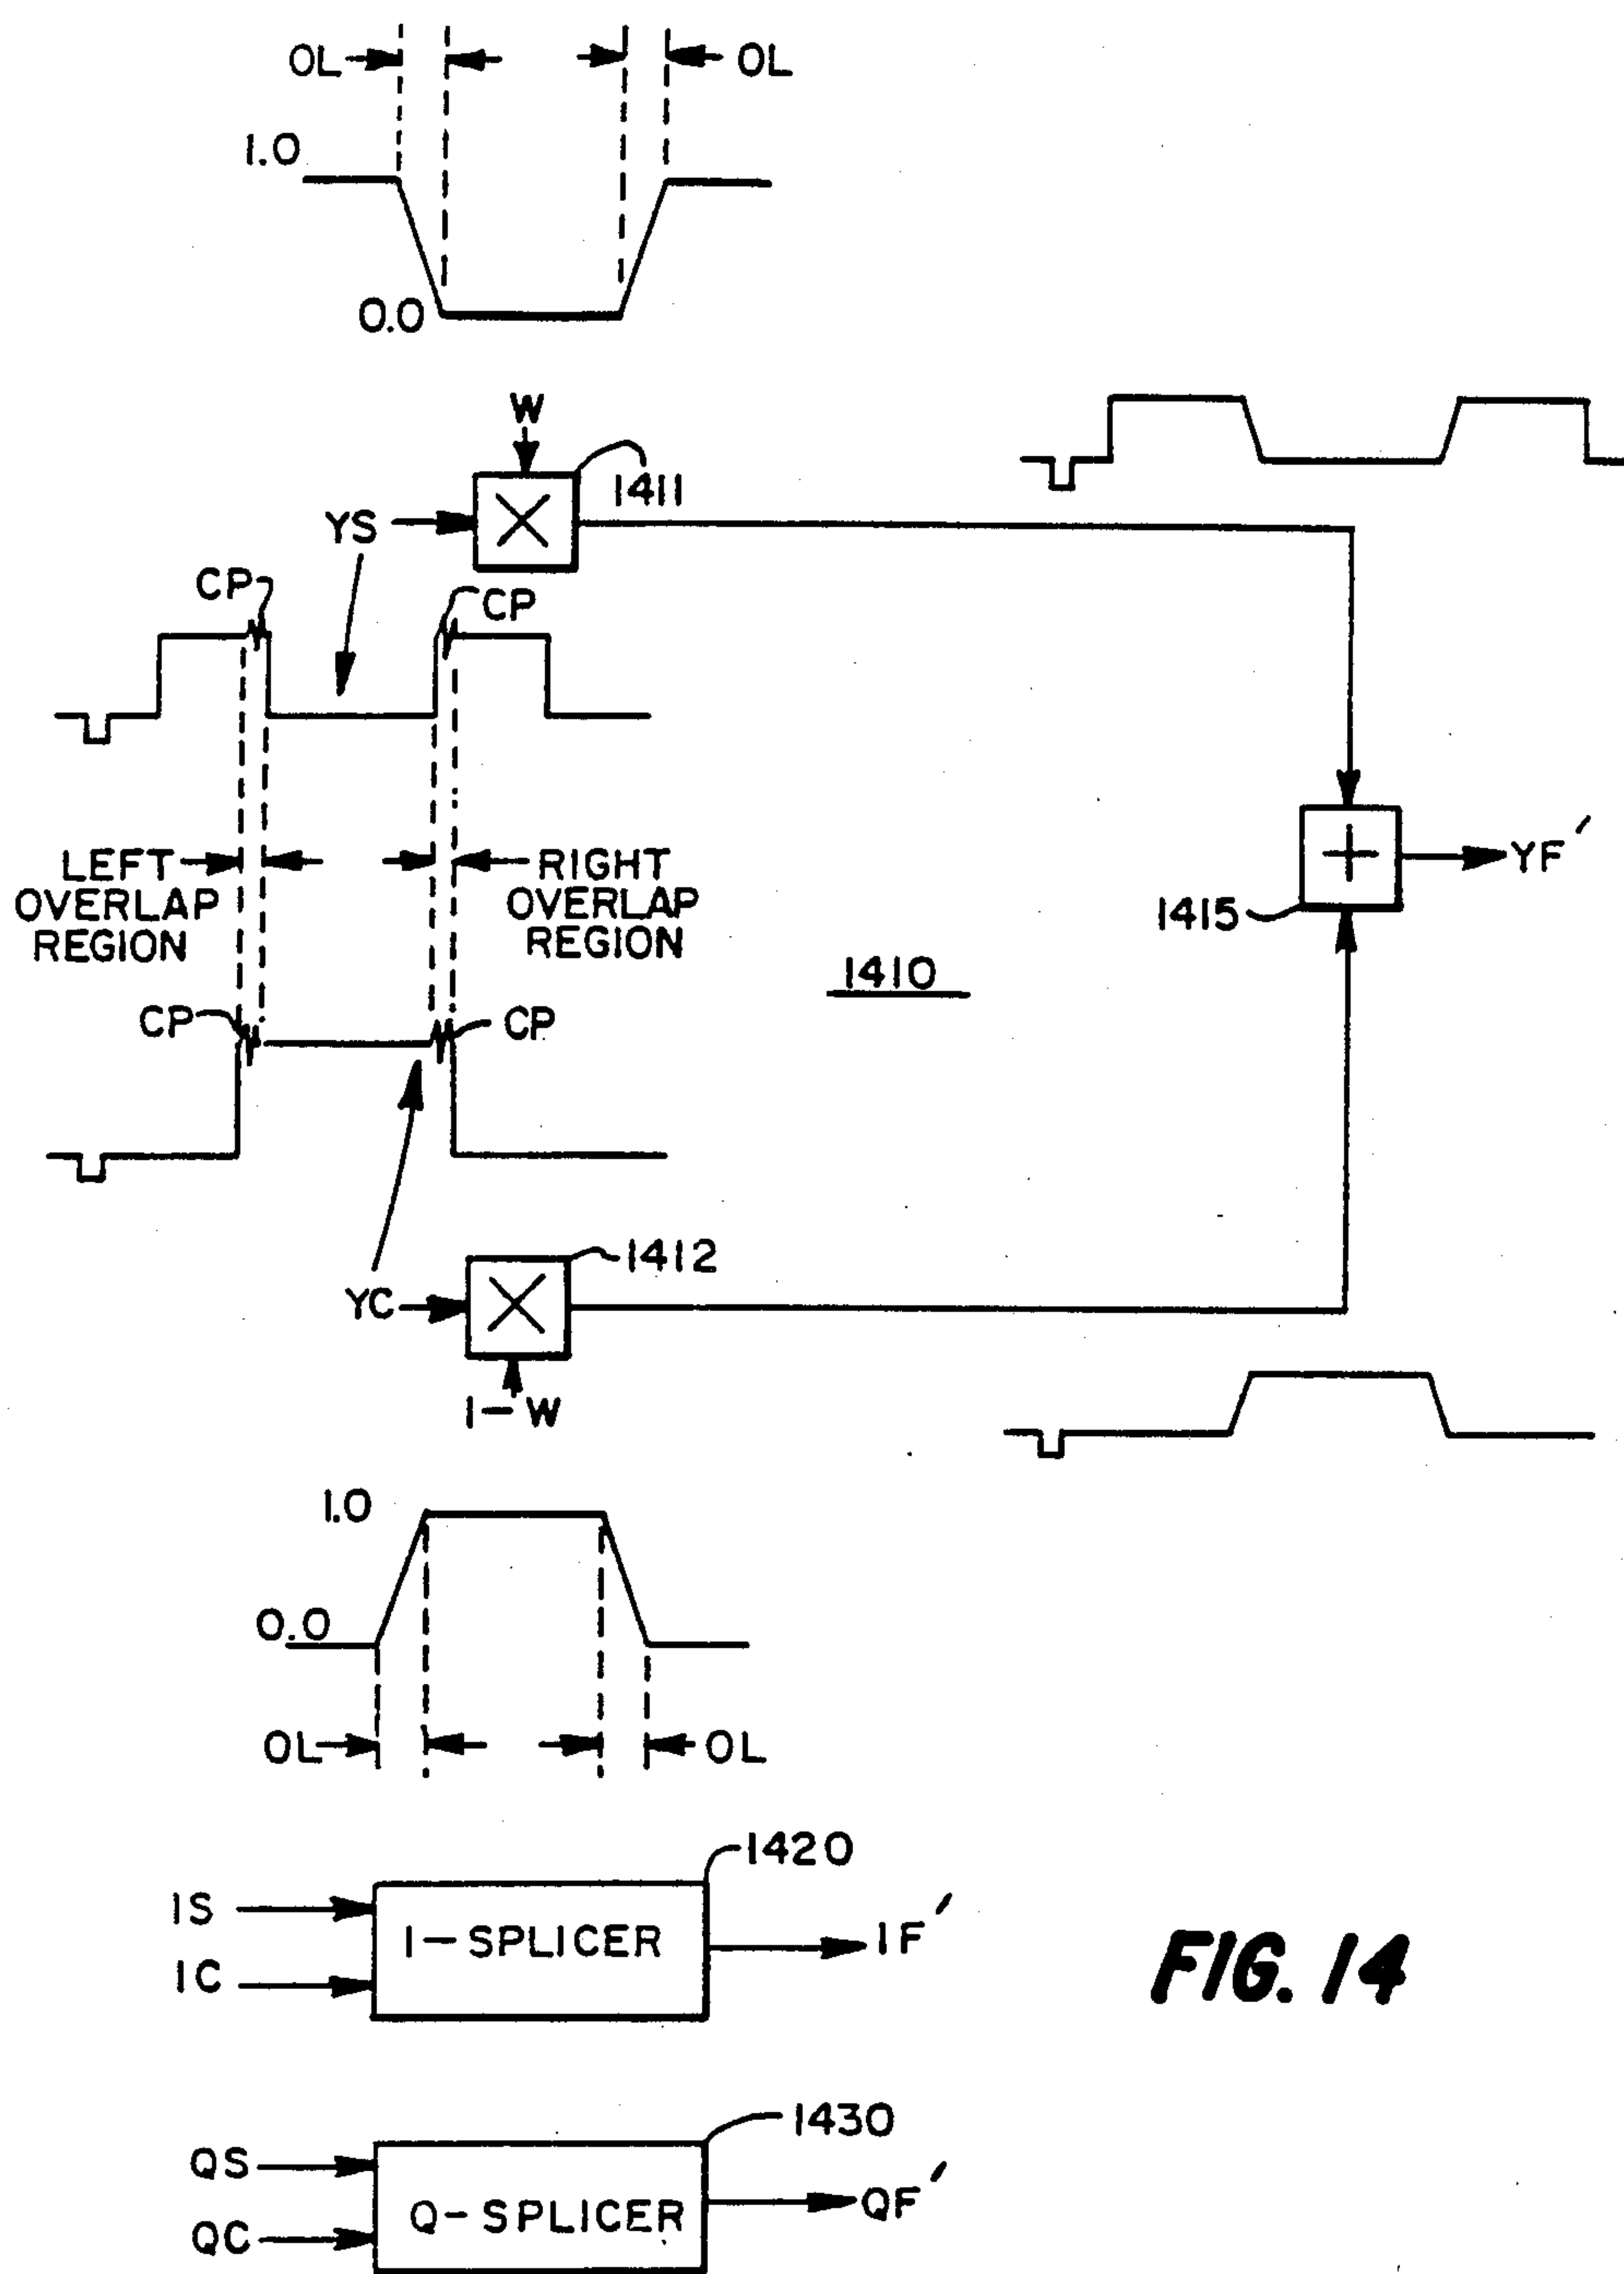 OL OL
1.0
0.0
W
1411
YS
CP CP
LEFT OVERLAP REGION
RIGHT OVERLAP REGION
1415
YF'
1410
CP CP
1412
YC
1-W
1.0
0.0
OL OL
1420
IS
I-SPLICER
IF'
IC
FIG. 14
1430
QS
Q-SPLICER
QF'
QC